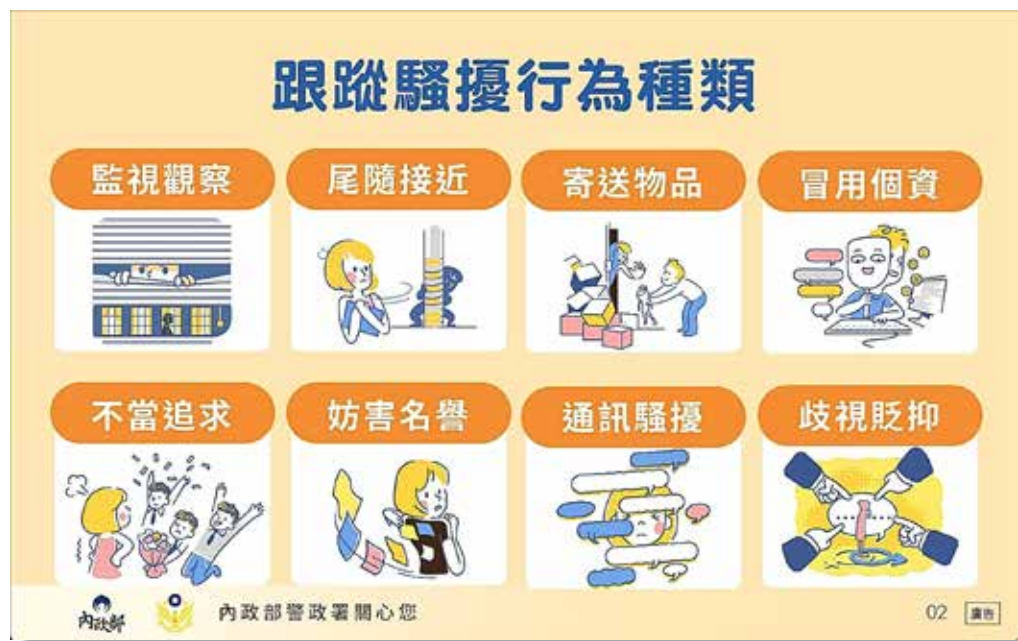 跟蹤騷擾行為種類
監視觀察
尾隨接近
寄送物品
冒用個資
不當追求
妨害名譽
通訊騷擾
歧視貶抑
內政部
內政部警政署關心您
02
廣告